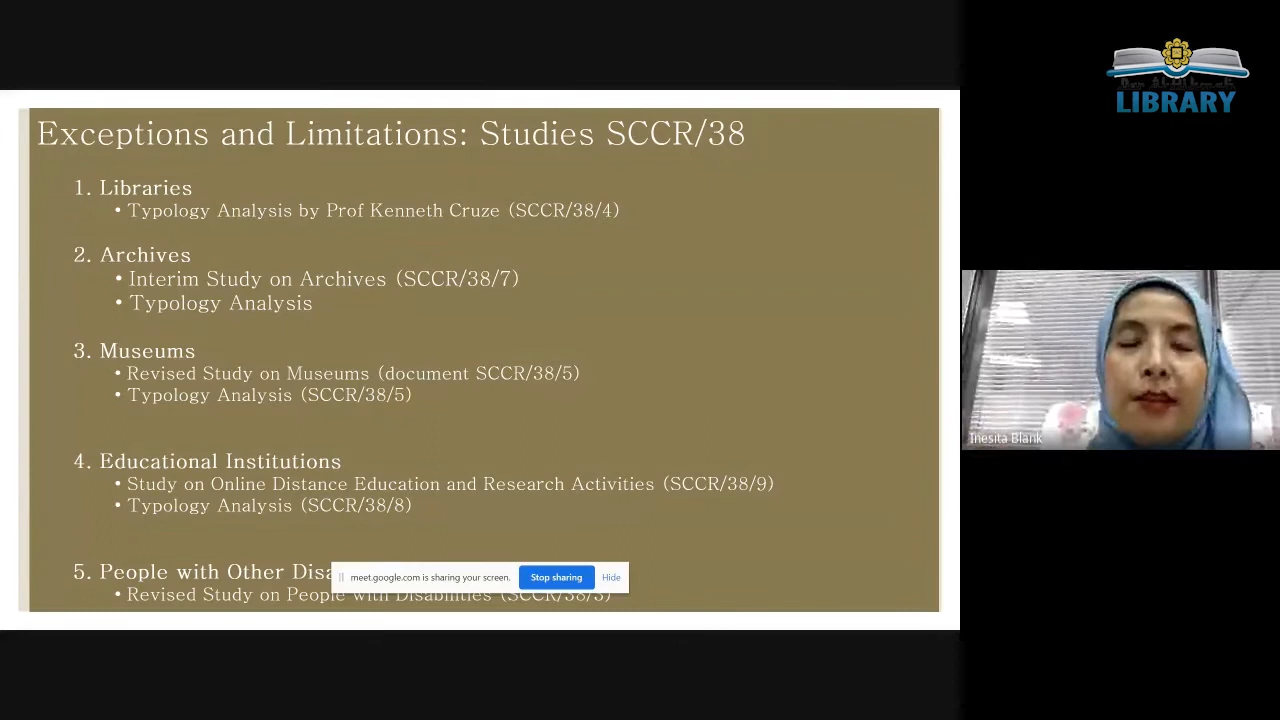 Exceptions and Limitations: Studies SCCR/38
1. Libraries
• Typology Analysis by Prof Kenneth Cruze (SCCR/38/4)
2. Archives
• Interim Study on Archives (SCCR/38/7)
• Typology Analysis
3. Museums
• Revised Study on Museums (document SCCR/38/5)
• Typology Analysis (SCCR/38/5)
4. Educational Institutions
• Study on Online Distance Education and Research Activities (SCCR/38/9)
• Typology Analysis (SCCR/38/8)
5. People with Other
• Revised Study on People with Disabilities
meet.google.com is sharing your screen.
Stop sharing
Hide
LIBRARY
Inesita Blank